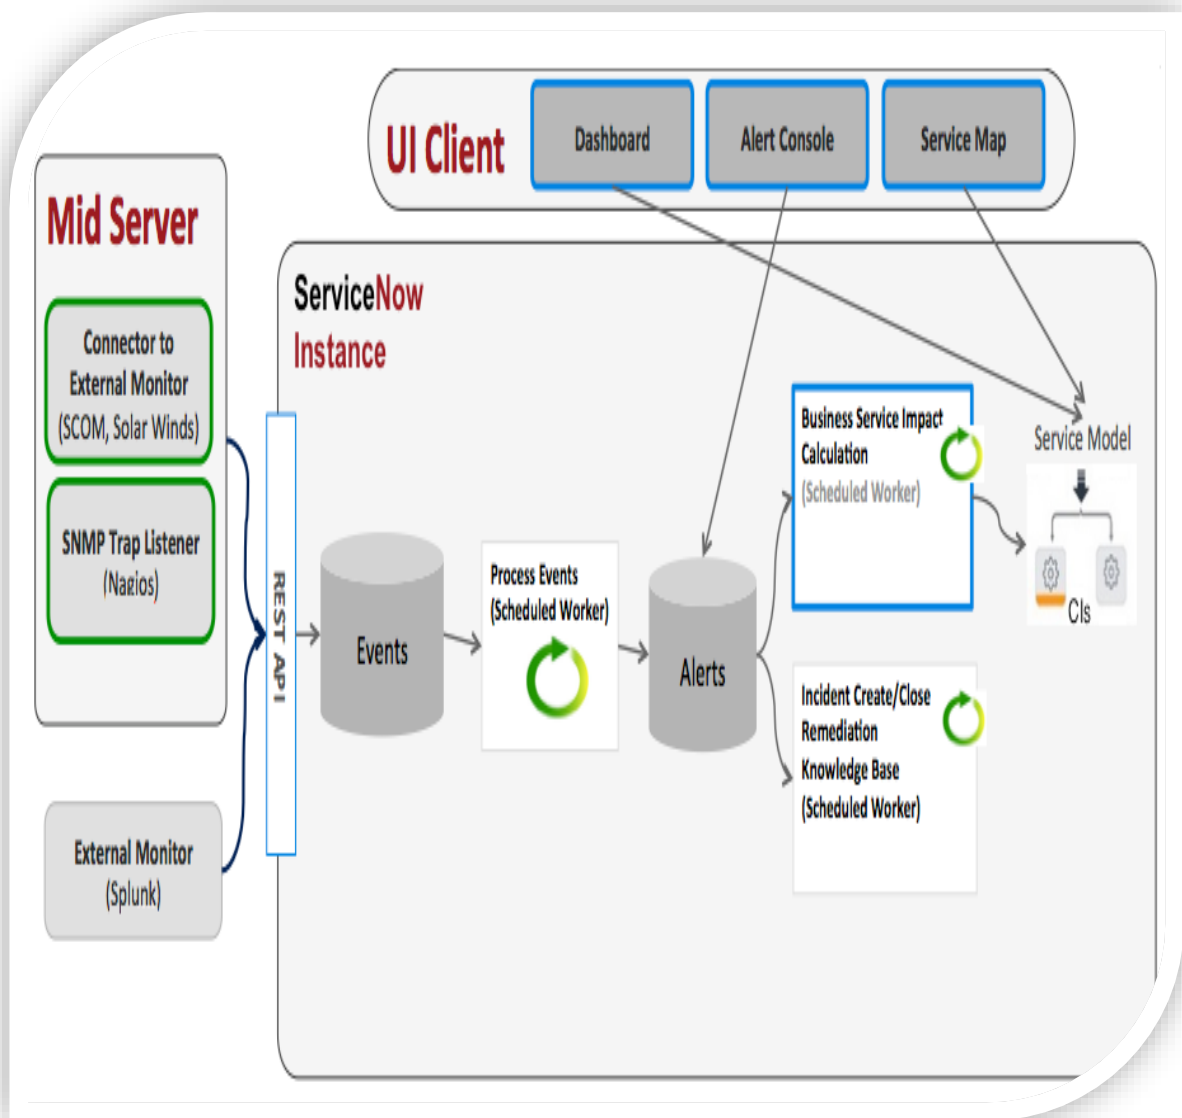 UI Client
Dashboard
Alert Console
Service Map
Mid Server
Connector to
External Monitor
(SCOM, Solar Winds)
SNMP Trap Listener
(Nagios)
External Monitor
(Splunk)
REST API
ServiceNow
Instance
Events
Process Events
(Scheduled Worker)
Alerts
Business Service Impact
Calculation
(Scheduled Worker)
Service Model
CIs
Incident Create/Close
Remediation
Knowledge Base
(Scheduled Worker)